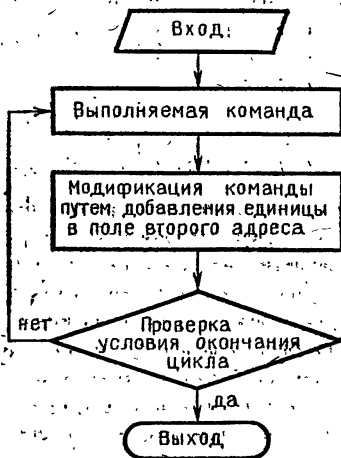 Вход
Выполняемая команда
Модификация команды
путем добавления единицы
в поле второго адреса
нет
Проверка
условия окончания
цикла
да
Выход